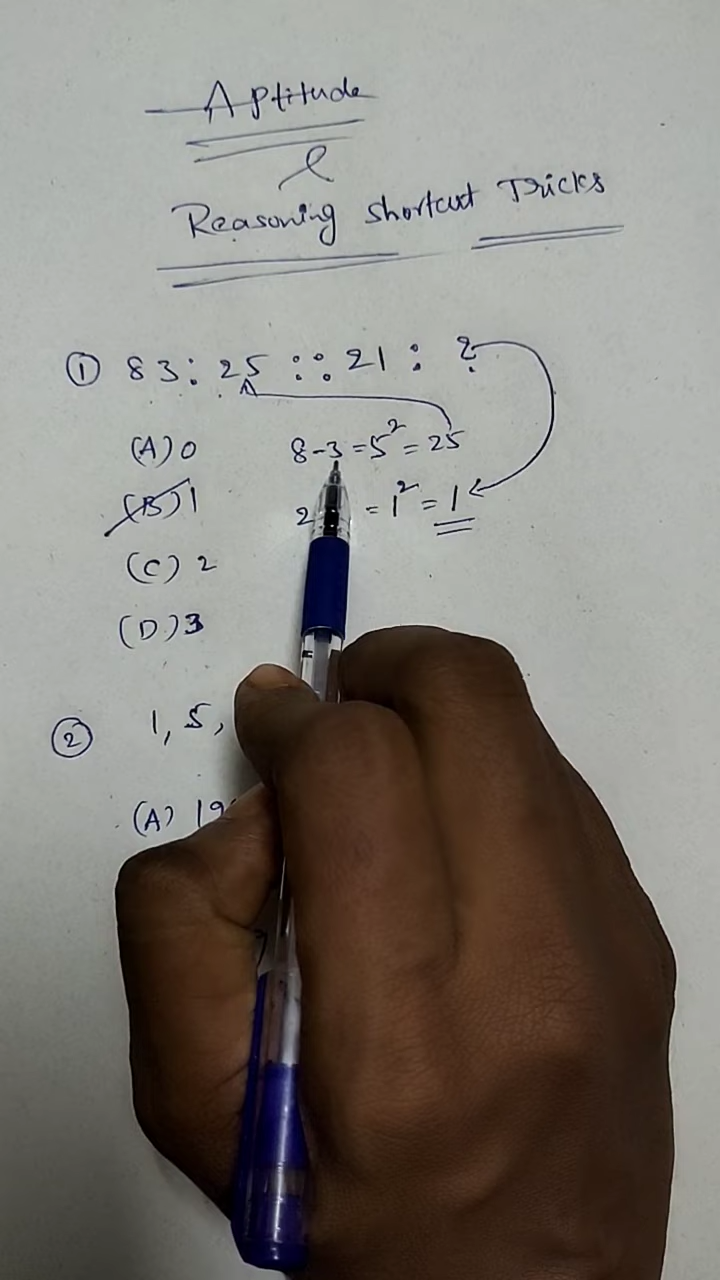 Aptitude
&
Reasoning Shortcut Tricks
① 83 : 25 :: 21 : ?
(A) 0 8-3 = 5² = 25
(B) 1 2 = 1² = 1
(C) 2
(D) 3
② 1, 5,
(A) 19